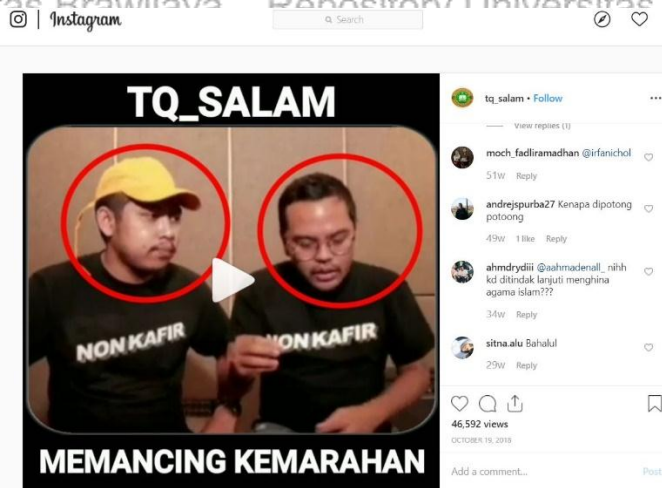 Instagram
Search
TQ_SALAM
NON KAFIR
NON KAFIR
MEMANCING KEMARAHAN
tq_salam • Follow
View replies (1)
moch_fadliramadhan @irfanichol
51w Reply
andrejspurba27 Kenapa dipotong
potoong
49w 1 like Reply
ahmdrydiii @aahmadenall_ nihh
kd ditindak lanjuti menghina
agama islam???
34w Reply
sitna.alu Bahalul
29w Reply
46,592 views
OCTOBER 19, 2018
Add a comment...
Post